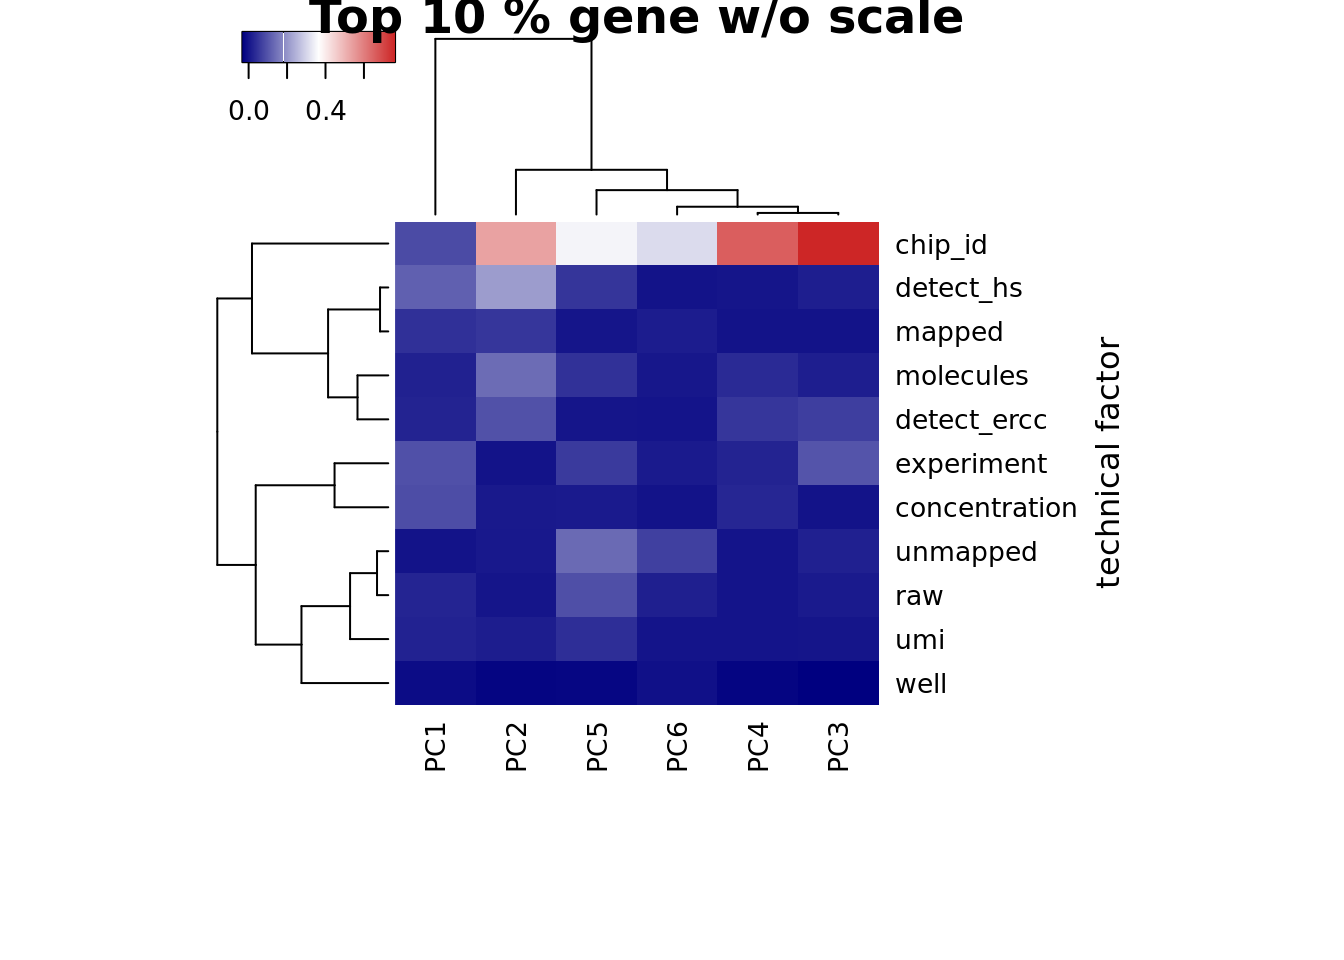 Top 10 % gene w/o scale
0.0 0.4
chip_id
detect_hs
mapped
molecules
detect_ercc
experiment
concentration
unmapped
raw
umi
well
technical factor
PC1 PC2 PC5 PC6 PC4 PC3